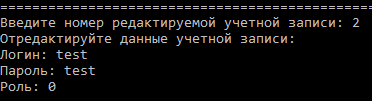 Введите номер редактируемой учетной записи: 2
Отредактируйте данные учетной записи:
Логин: test
Пароль: test
Роль: 0